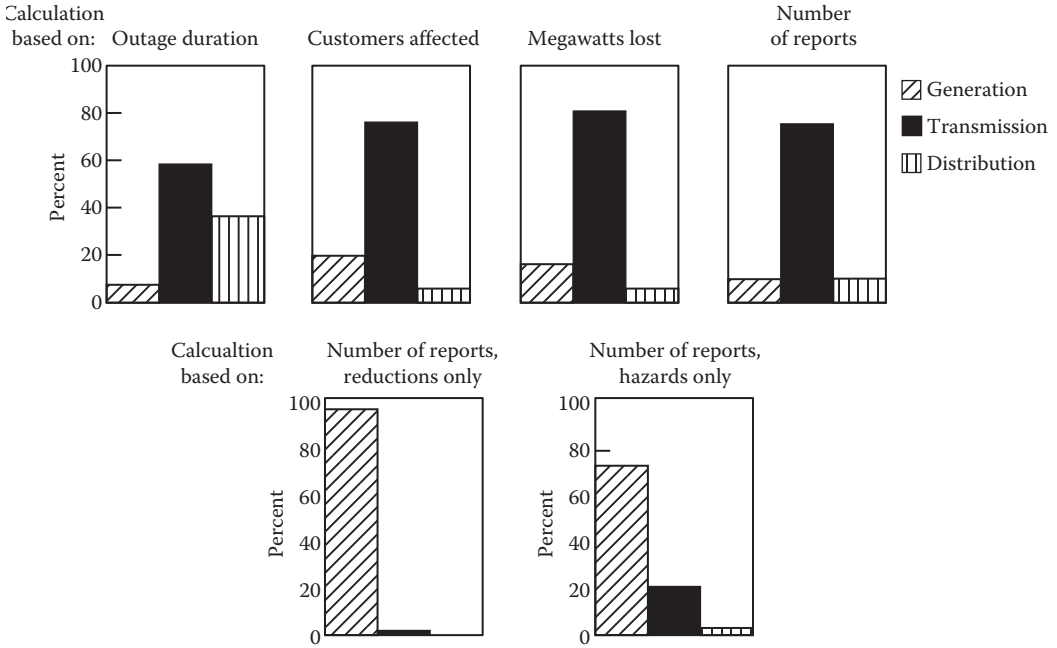 Calculation
based on:
Outage duration
Customers affected
Megawatts lost
Number
of reports
100
80
60
40
20
0
Percent
Generation
Transmission
Distribution
Calcualtion
based on:
Number of reports,
reductions only
Number of reports,
hazards only
100
80
60
40
20
0
Percent
100
80
60
40
20
0
Percent